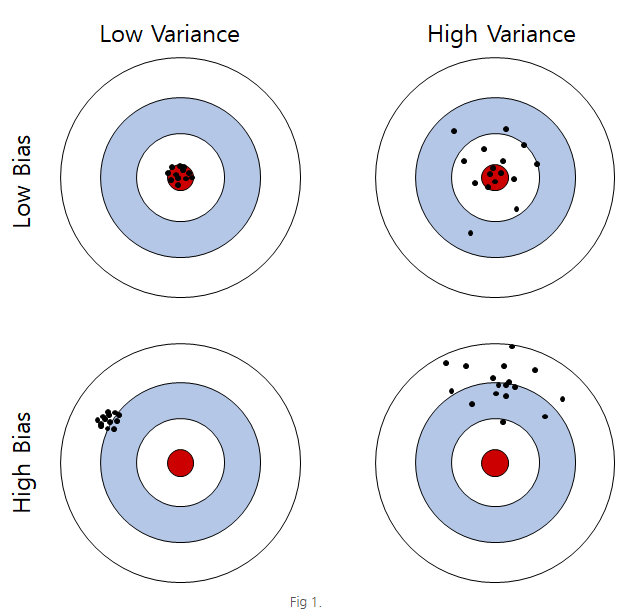 Low Variance
High Variance
Low Bias
High Bias
Fig 1.